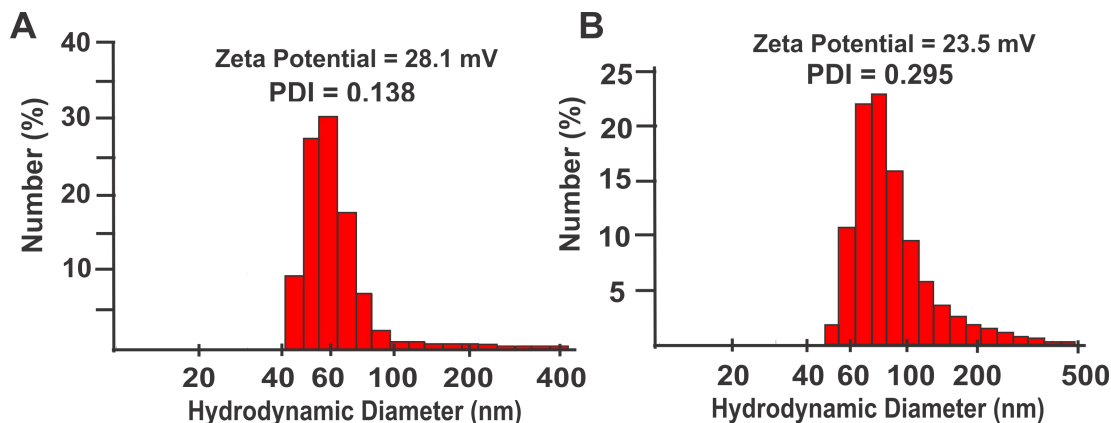 A
Zeta Potential = 28.1 mV
PDI = 0.138
Number (%)
40
30
20
10
20 40 60 100 200 400
Hydrodynamic Diameter (nm)
B
Zeta Potential = 23.5 mV
PDI = 0.295
Number (%)
25
20
15
10
5
20 40 60 100 200 500
Hydrodynamic Diameter (nm)